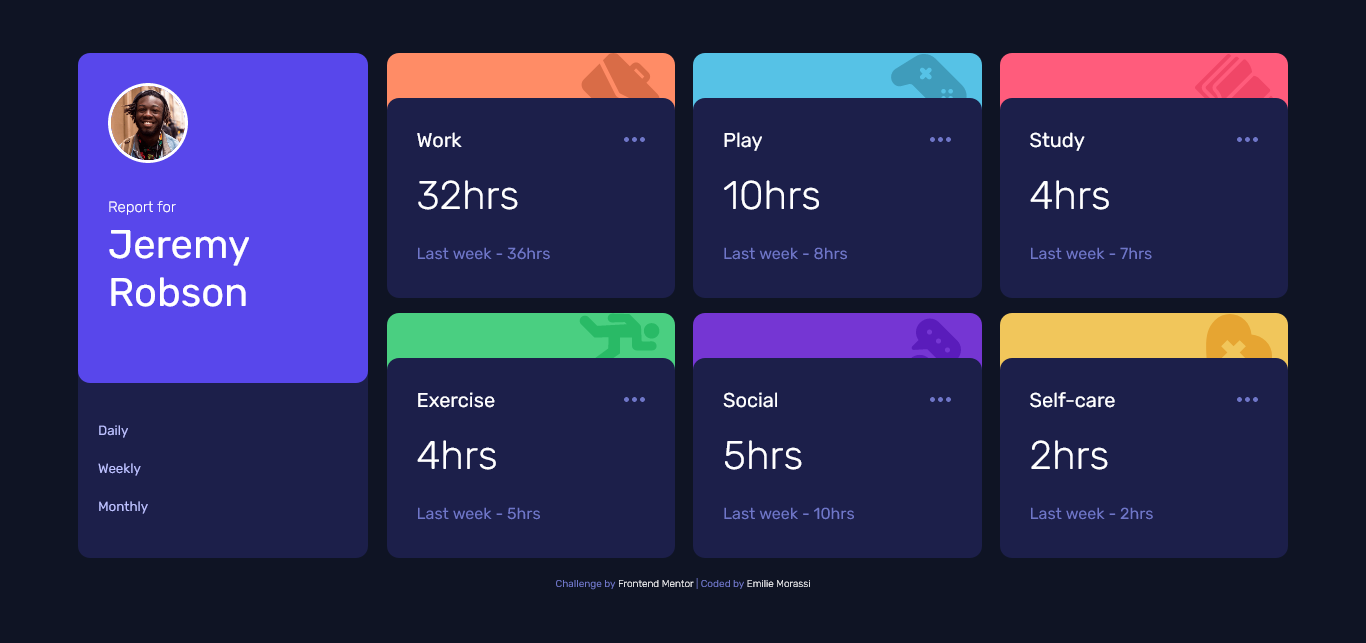 Report for
Jeremy
Robson
Daily
Weekly
Monthly
Work
32hrs
Last week - 36hrs
Play
10hrs
Last week - 8hrs
Study
4hrs
Last week - 7hrs
Exercise
4hrs
Last week - 5hrs
Social
5hrs
Last week - 10hrs
Self-care
2hrs
Last week - 2hrs
Challenge by Frontend Mentor | Coded by Emilie Morassi